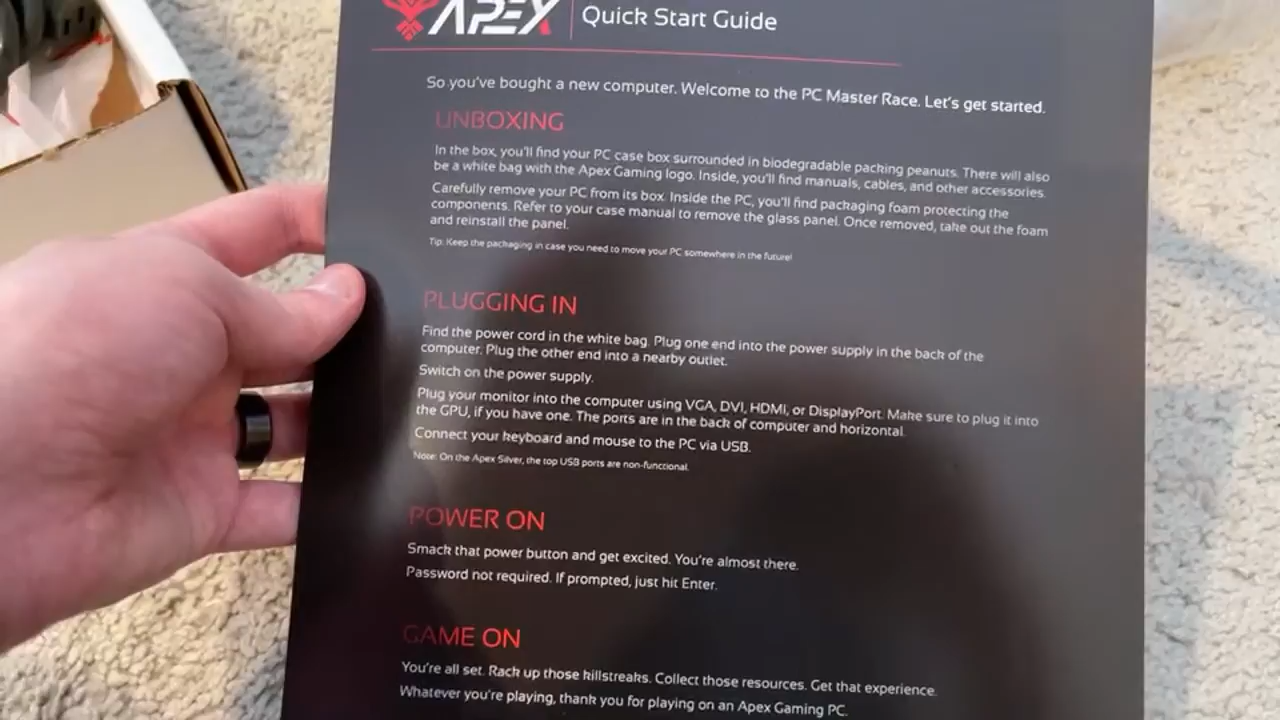 APEX
Quick Start Guide
So you've bought a new computer. Welcome to the PC Master Race. Let's get started.
UNBOXING
In the box, you'll find your PC case box surrounded in biodegradable packing peanuts. There will also
be a white bag with the Apex Gaming logo. Inside, you'll find manuals, cables, and other accessories.
Carefully remove your PC from its box. Inside the PC, you'll find packaging foam protecting the
components. Refer to your case manual to remove the glass panel. Once removed, take out the foam
and reinstall the panel.
Tip: Keep the packaging in case you need to move your PC somewhere in the future!
PLUGGING IN
Find the power cord in the white bag. Plug one end into the power supply in the back of the
computer. Plug the other end into a nearby outlet.
Switch on the power supply.
Plug your monitor into the computer using VGA, DVI, HDMI, or DisplayPort. Make sure to plug it into
the GPU, if you have one. The ports are in the back of computer and horizontal.
Connect your keyboard and mouse to the PC via USB.
Note: On the Apex Silver, the top USB ports are non-functional.
POWER ON
Smack that power button and get excited. You're almost there.
Password not required. If prompted, just hit Enter.
GAME ON
You're all set. Rack up those killstreaks. Collect those resources. Get that experience.
Whatever you're playing, thank you for playing on an Apex Gaming PC.